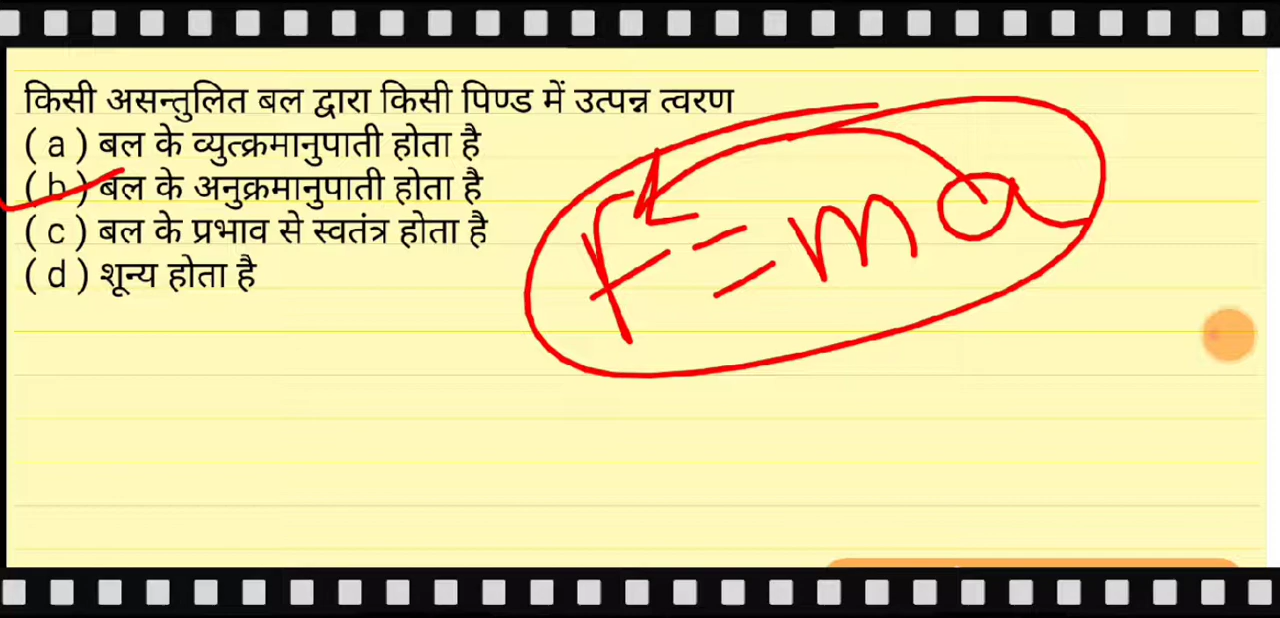 किसी असन्तुलित बल द्वारा किसी पिण्ड में उत्पन्न त्वरण
( a ) बल के व्युत्क्रमानुपाती होता है
( b ) बल के अनुक्रमानुपाती होता है
( c ) बल के प्रभाव से स्वतंत्र होता है
( d ) शून्य होता है
F = ma